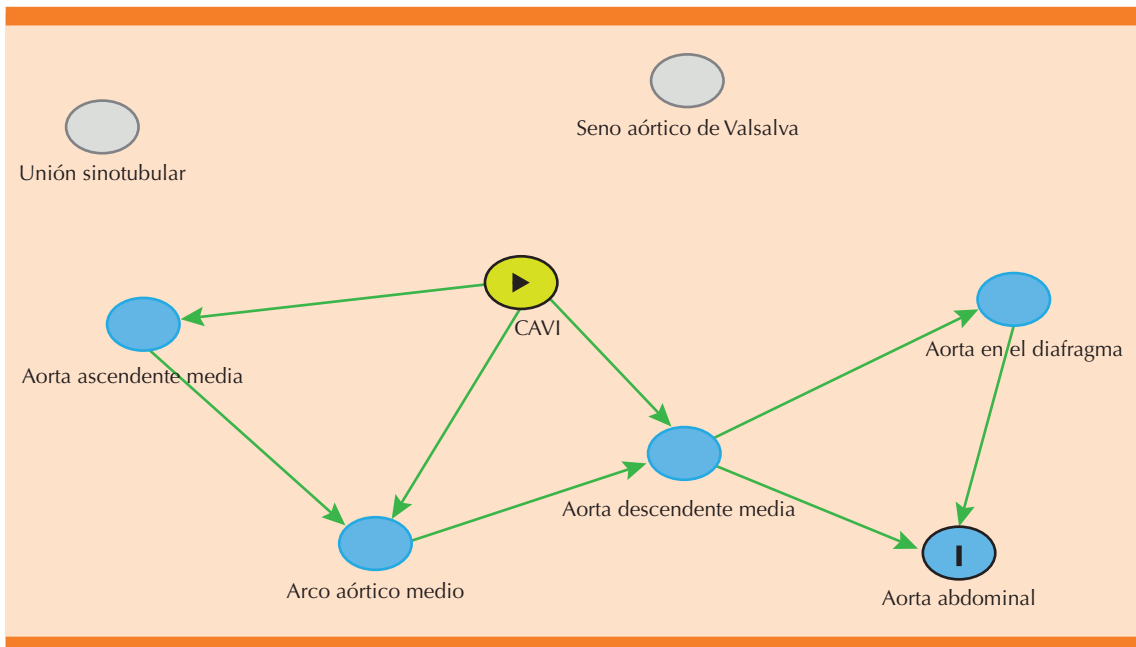 Seno aórtico de Valsalva
Unión sinotubular
CAVI
Aorta en el diafragma
Aorta ascendente media
Aorta descendente media
Arco aórtico medio
Aorta abdominal